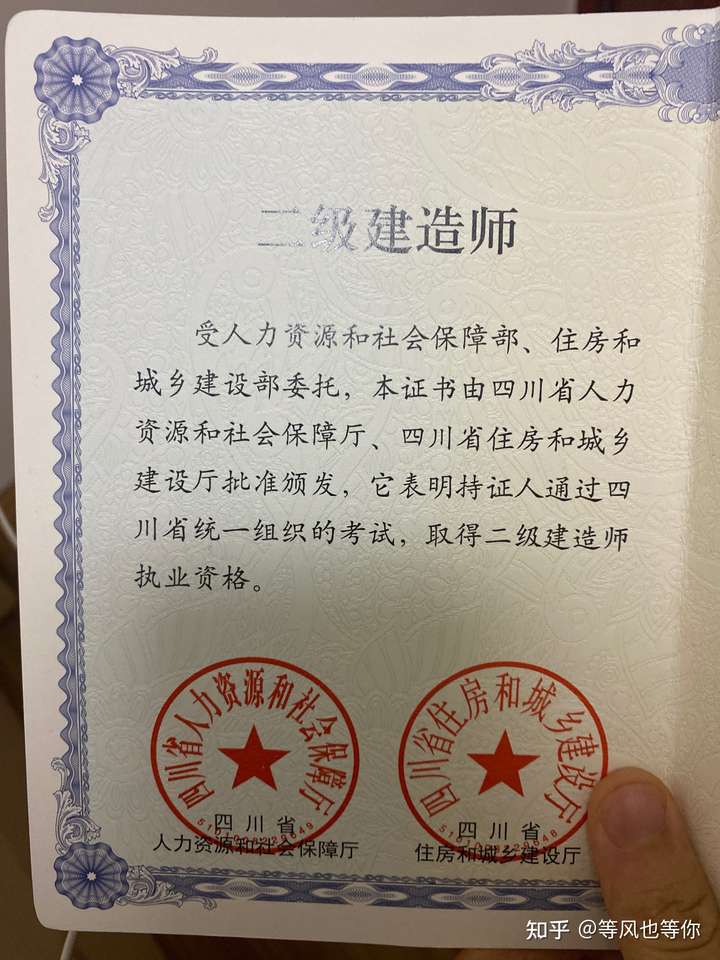 二级建造师
受人力资源和社会保障部、住房和
城乡建设部委托，本证书由四川省人力
资源和社会保障厅、四川省住房和城乡
建设厅批准颁发，它表明持证人通过四
川省统一组织的考试，取得二级建造师
执业资格。
四川省人力资源和社会保障厅
四川省
人力资源和社会保障厅
四川省住房和城乡建设厅
四川省
住房和城乡建设厅
知乎 @等风也等你